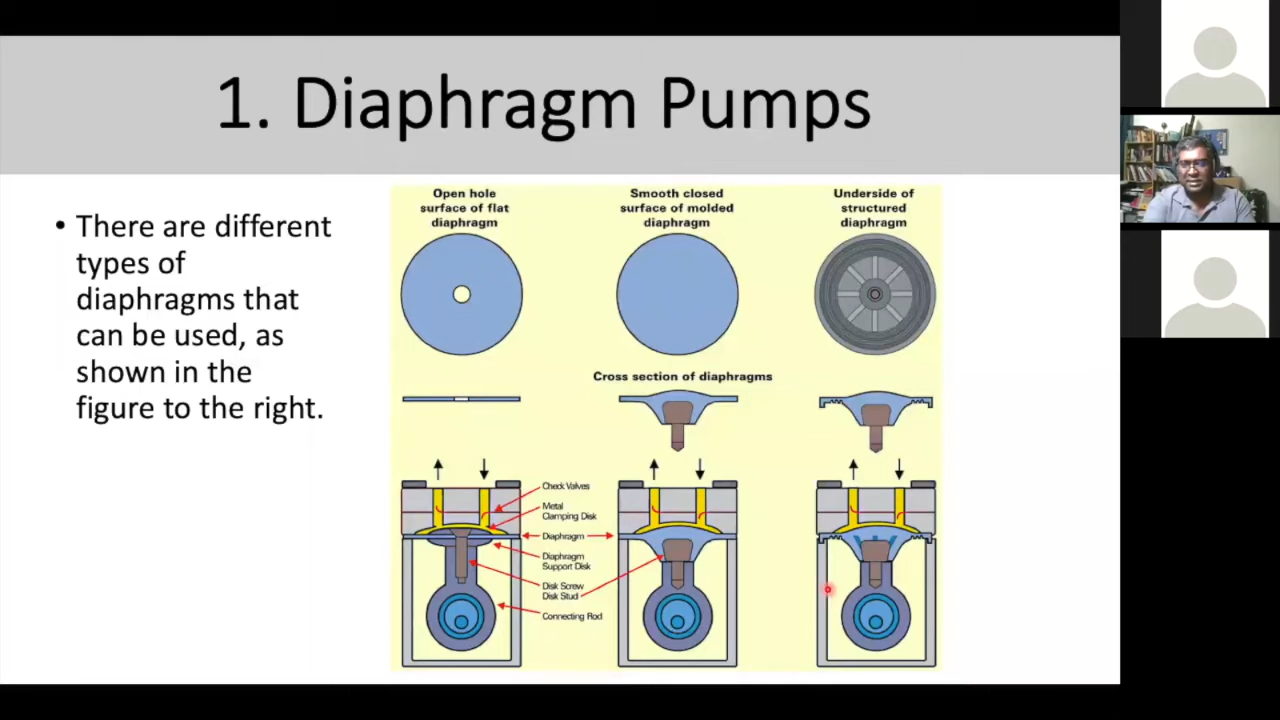 1. Diaphragm Pumps
• There are different
types of
diaphragms that
can be used, as
shown in the
figure to the right.
Open hole
surface of flat
diaphragm
Smooth closed
surface of molded
diaphragm
Underside of
structured
diaphragm
Cross section of diaphragms
Check Valves
Metal
Clamping Disk
Diaphragm
Diaphragm
Support Disk
Disk Screw
Disk Stud
Connecting Rod